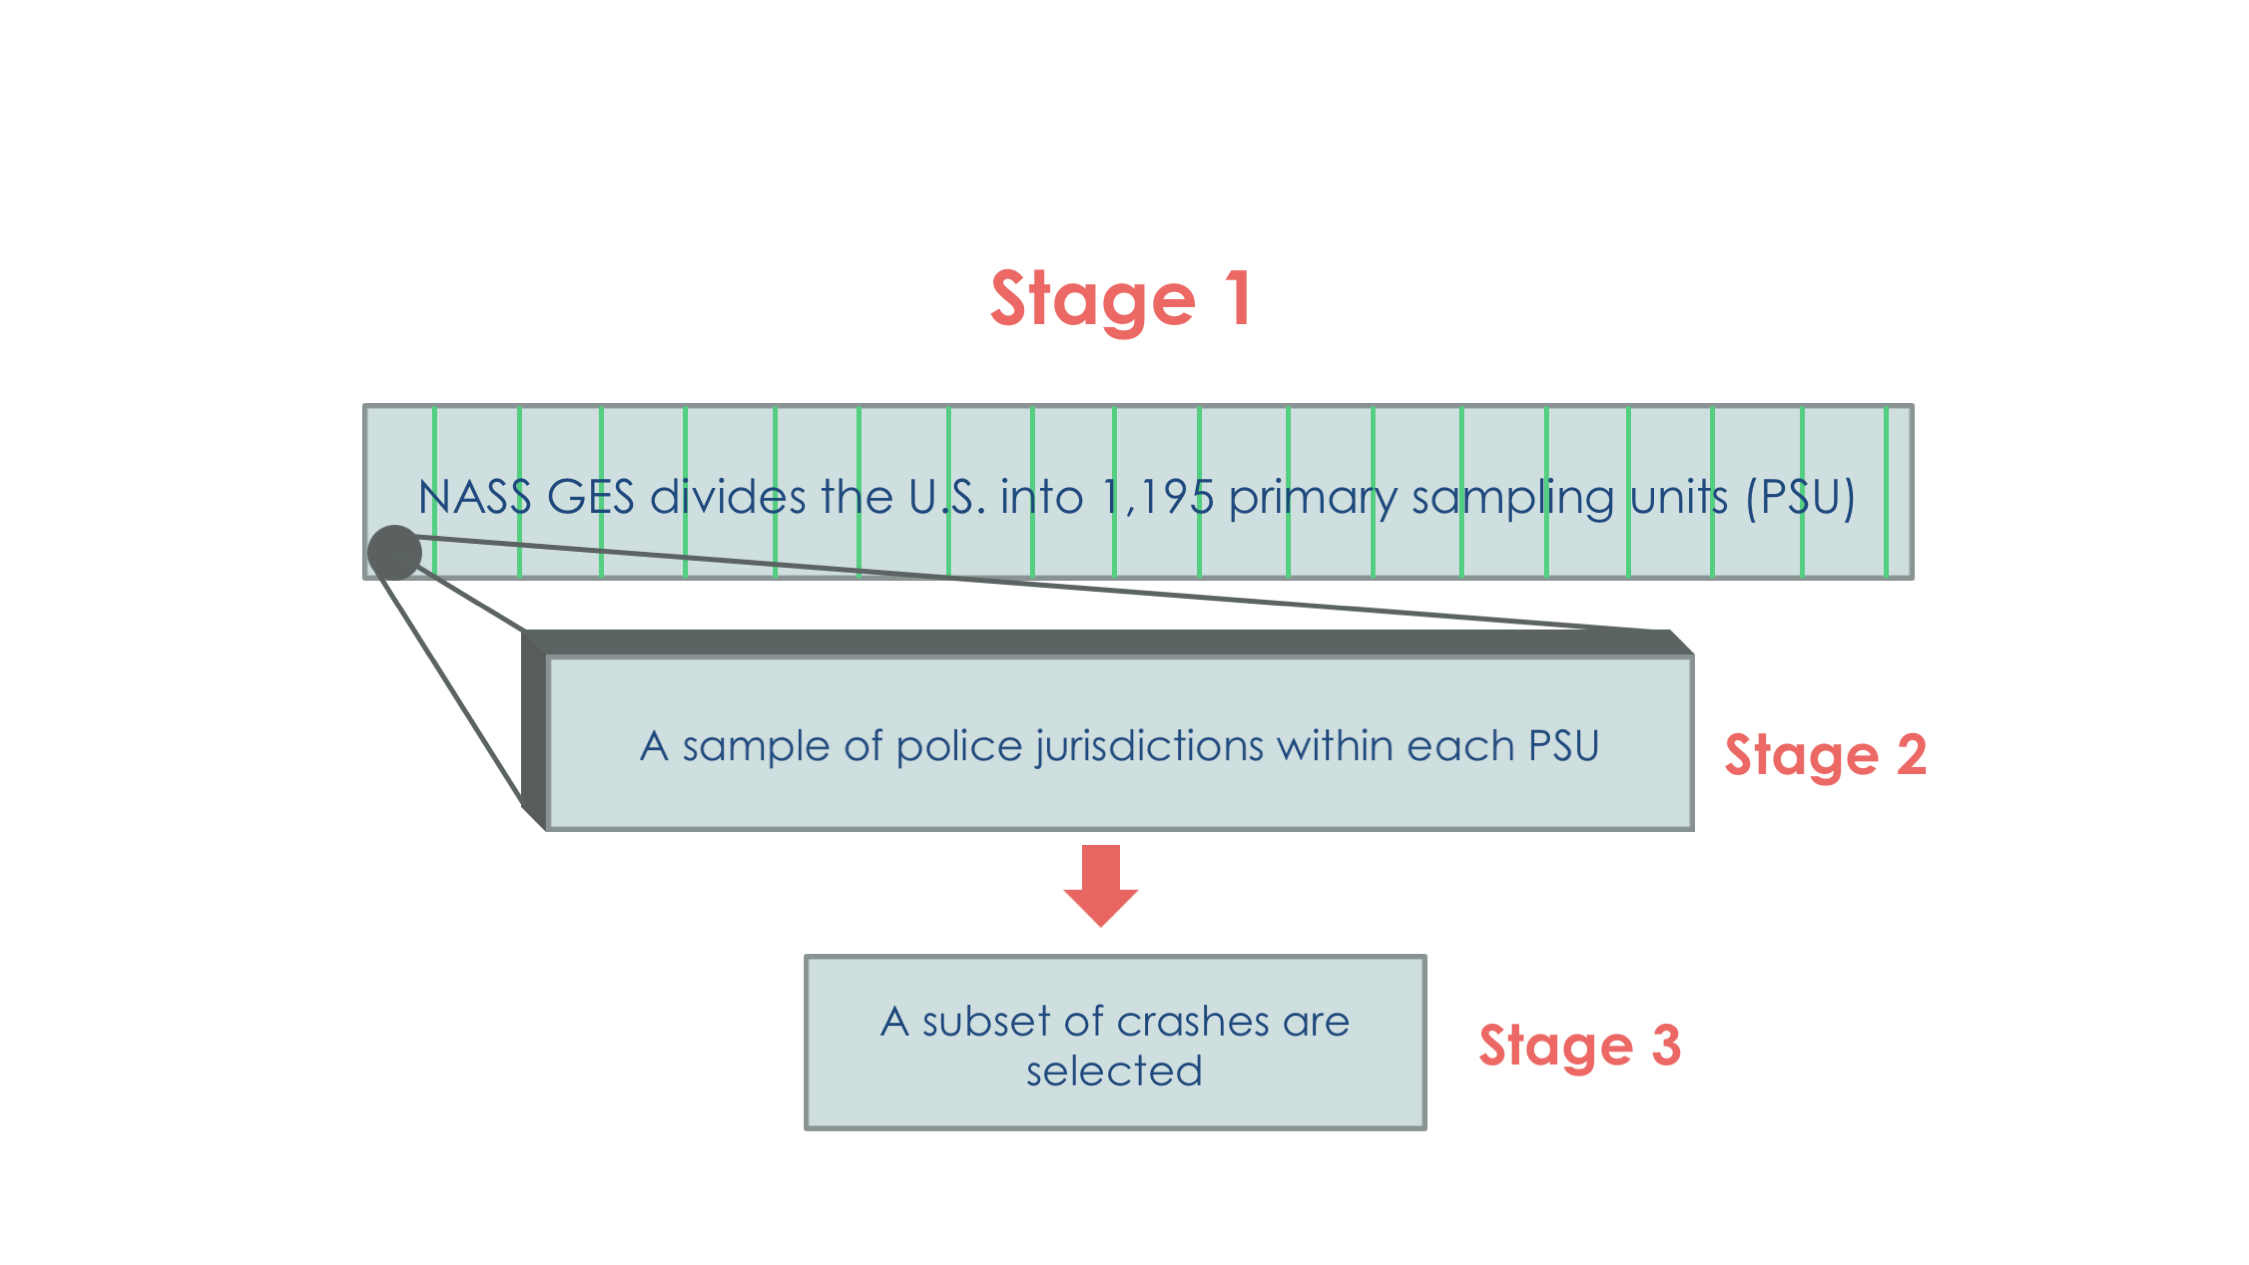 Stage 1
NASS GES divides the U.S. into 1,195 primary sampling units (PSU)
A sample of police jurisdictions within each PSU
Stage 2
A subset of crashes are
selected
Stage 3